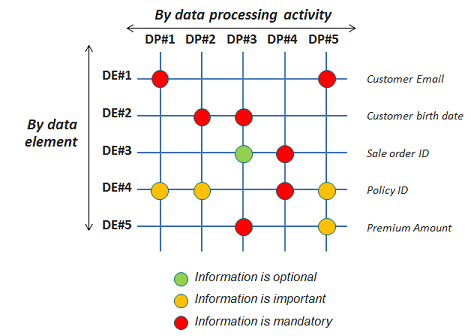 By data processing activity
DP#1 DP#2 DP#3 DP#4 DP#5
DE#1 Customer Email
DE#2 Customer birth date
By data
element
DE#3 Sale order ID
DE#4 Policy ID
DE#5 Premium Amount
Information is optional
Information is important
Information is mandatory